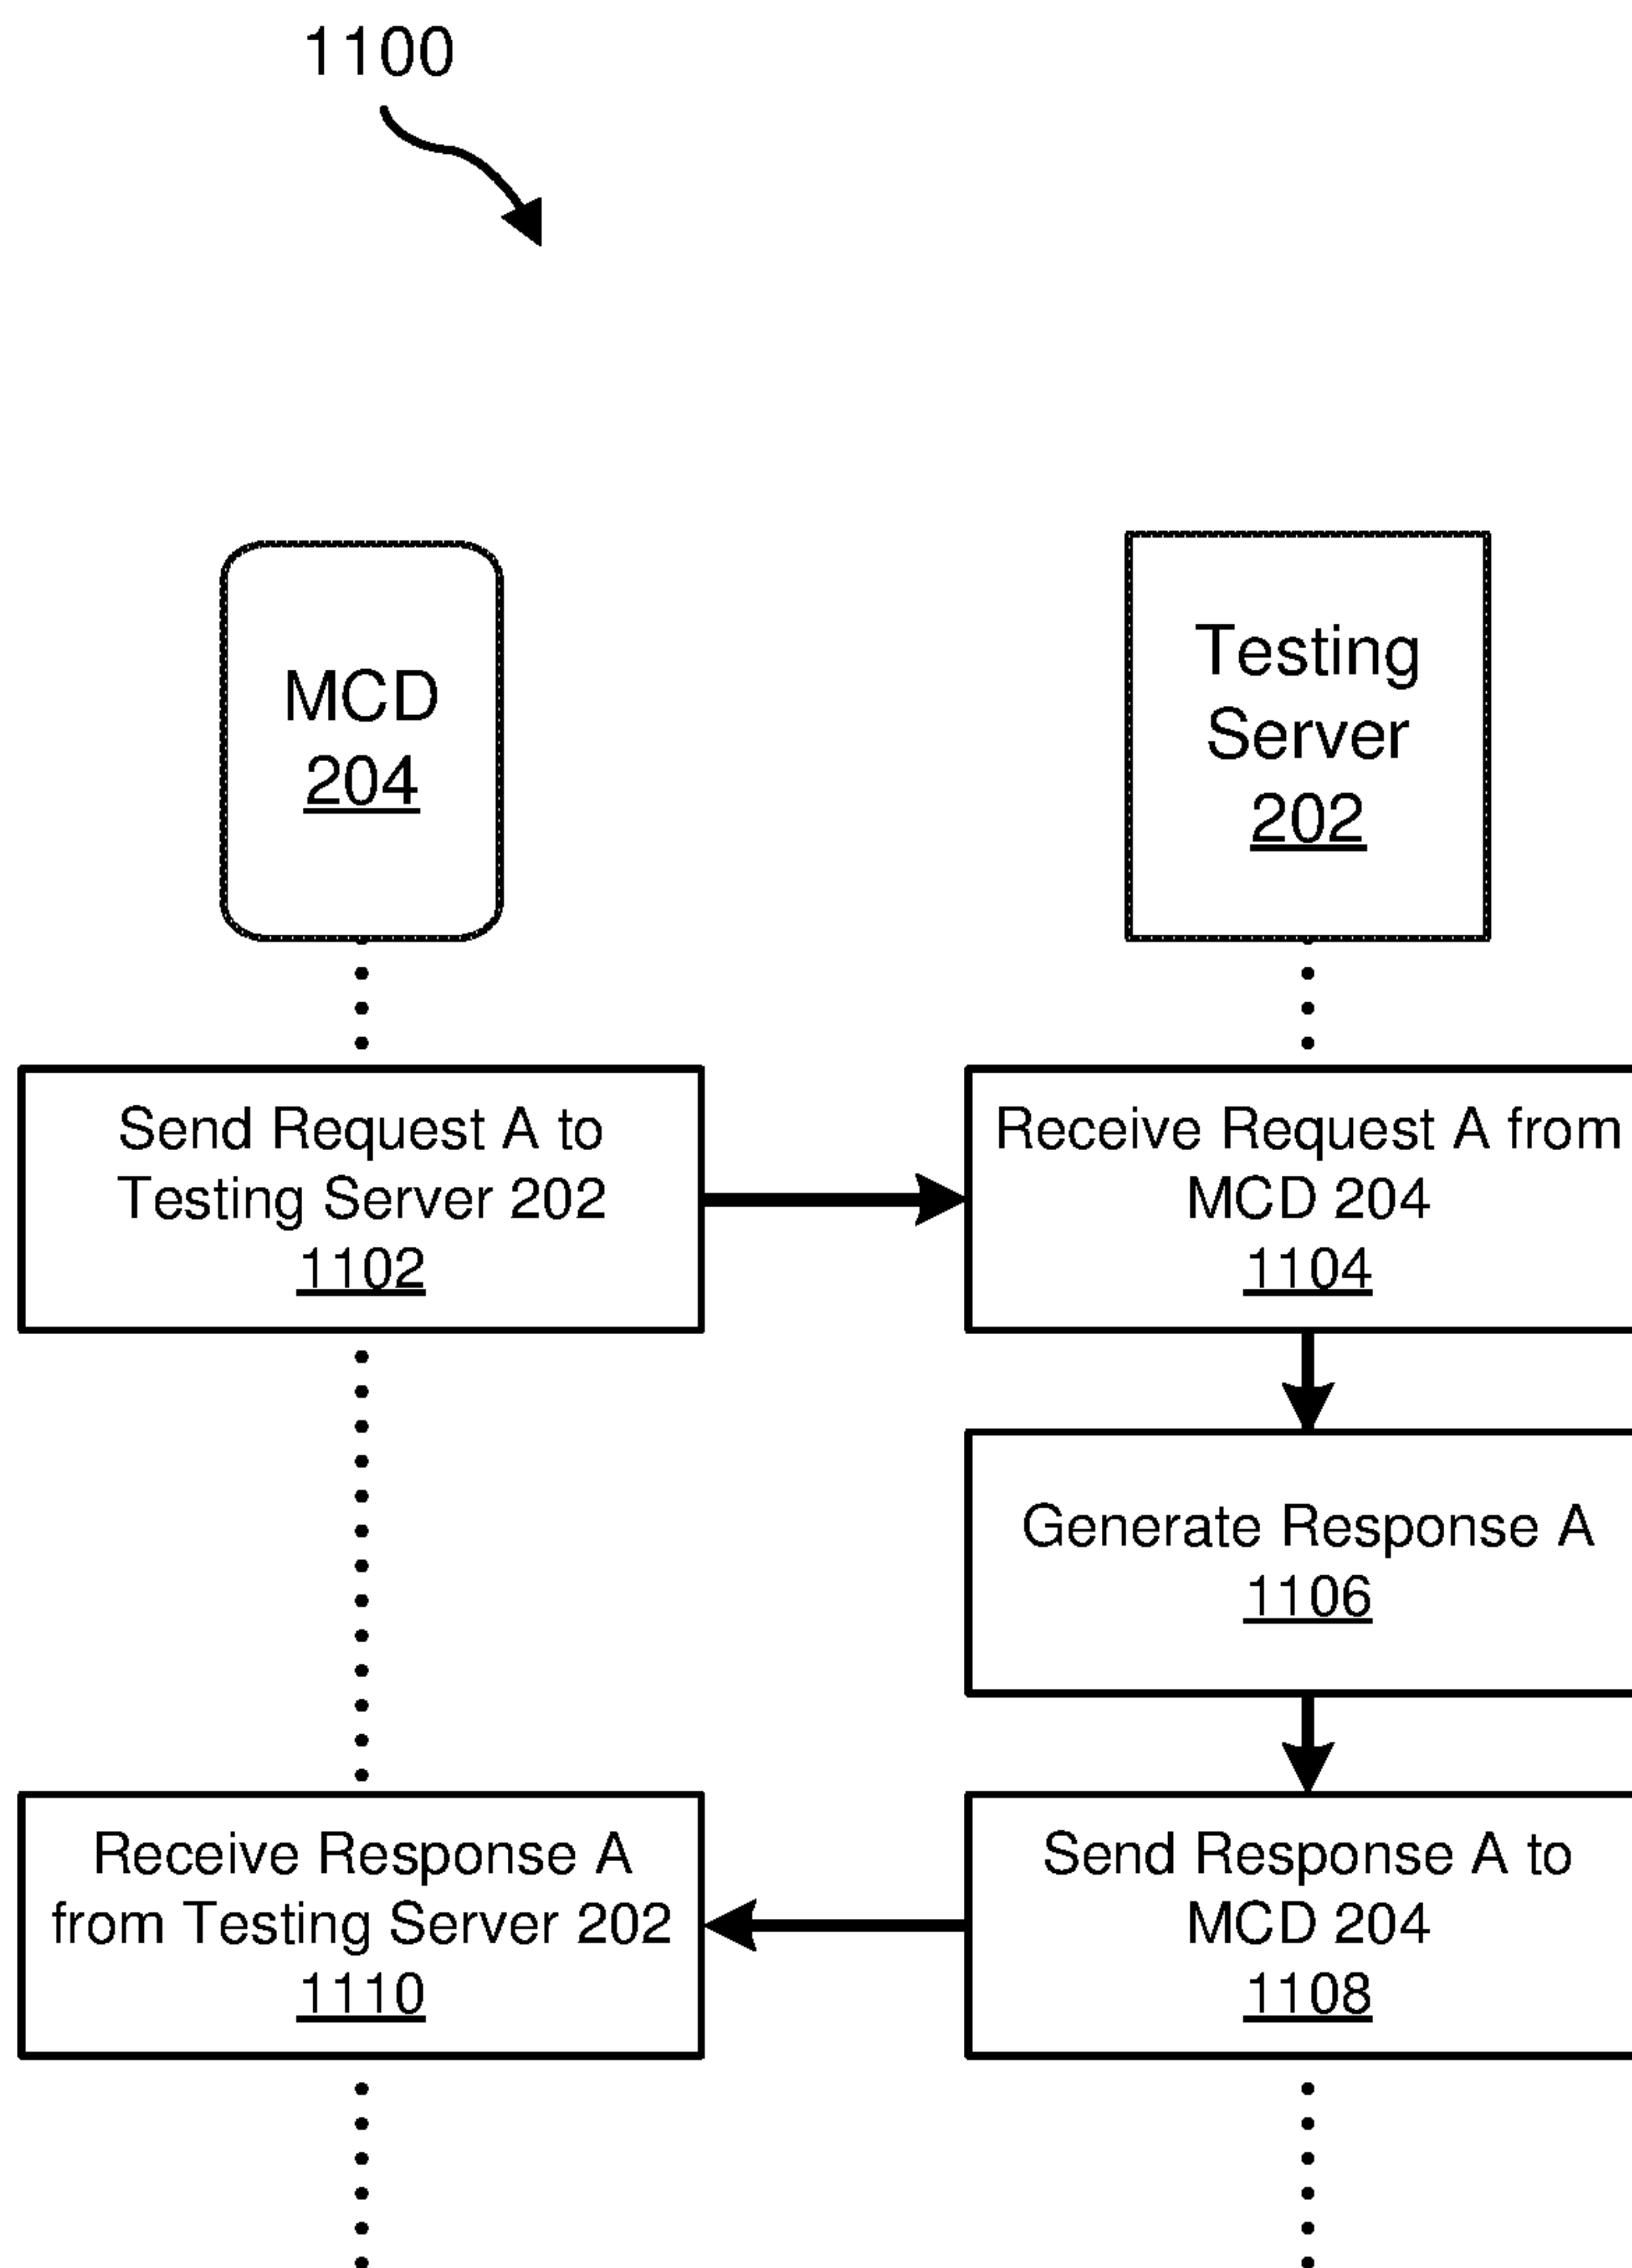 1100
MCD
204
Testing
Server
202
Send Request A to
Testing Server 202
1102
Receive Request A from
MCD 204
1104
Generate Response A
1106
Receive Response A
from Testing Server 202
1110
Send Response A to
MCD 204
1108